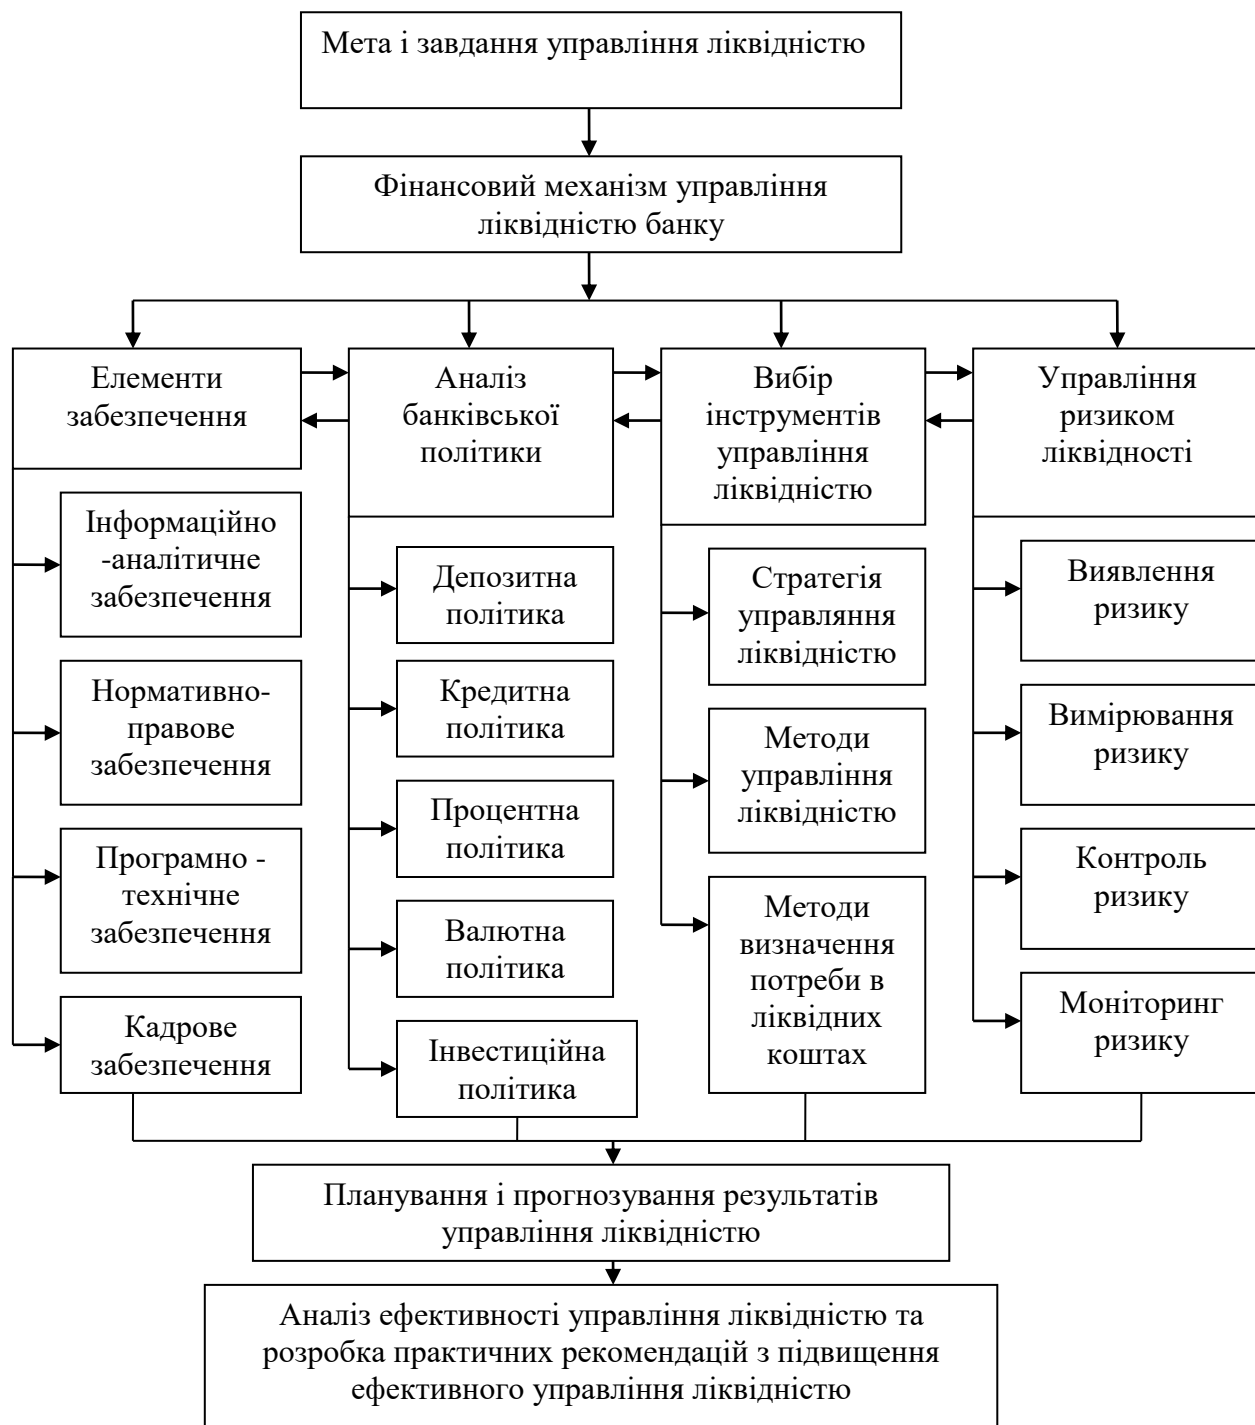 Мета і завдання управління ліквідністю
Фінансовий механізм управління
ліквідністю банку
Елементи
забезпечення
Аналіз
банківської
політики
Вибір
інструментів
управління
ліквідністю
Управління
ризиком
ліквідності
Інформаційно
-аналітичне
забезпечення
Нормативно-
правове
забезпечення
Програмно -
технічне
забезпечення
Кадрове
забезпечення
Депозитна
політика
Кредитна
політика
Процентна
політика
Валютна
політика
Інвестиційна
політика
Стратегія
управляння
ліквідністю
Методи
управління
ліквідністю
Методи
визначення
потреби в
ліквідних
коштах
Виявлення
ризику
Вимірювання
ризику
Контроль
ризику
Моніторинг
ризику
Планування і прогнозування результатів
управління ліквідністю
Аналіз ефективності управління ліквідністю та
розробка практичних рекомендацій з підвищення
ефективного управління ліквідністю